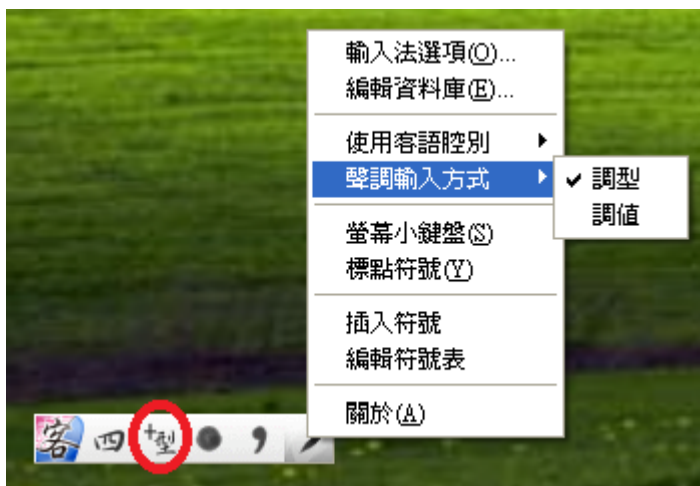 輸入法選項(O)...
編輯資料庫(E)...
使用客語腔別
聲調輸入方式
調型
調值
螢幕小鍵盤(S)
標點符號(Y)
插入符號
編輯符號表
關於(A)
客 四 +型 ，